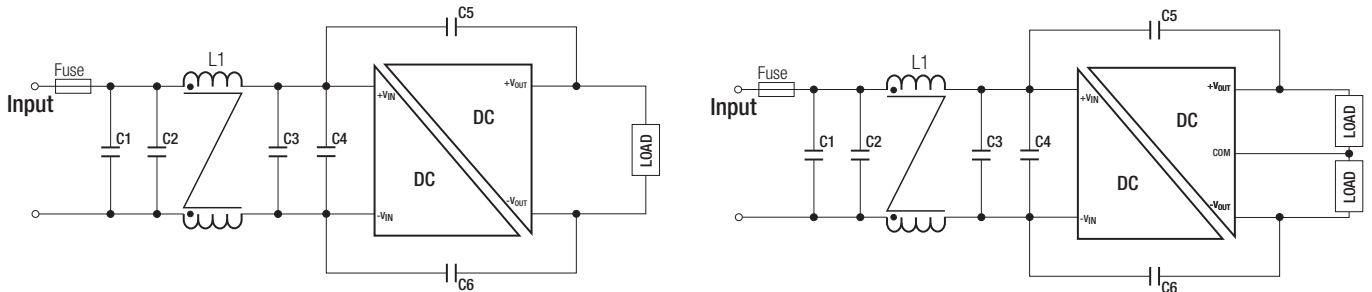 C5
L1
Fuse
Input
+VIN
+VOUT
DC
C1
C2
C3
C4
LOAD
DC
-VIN
-VOUT
C6
C5
L1
Fuse
Input
+VIN
+VOUT
DC
C1
C2
C3
C4
COM
LOAD
DC
LOAD
-VIN
-VOUT
C6